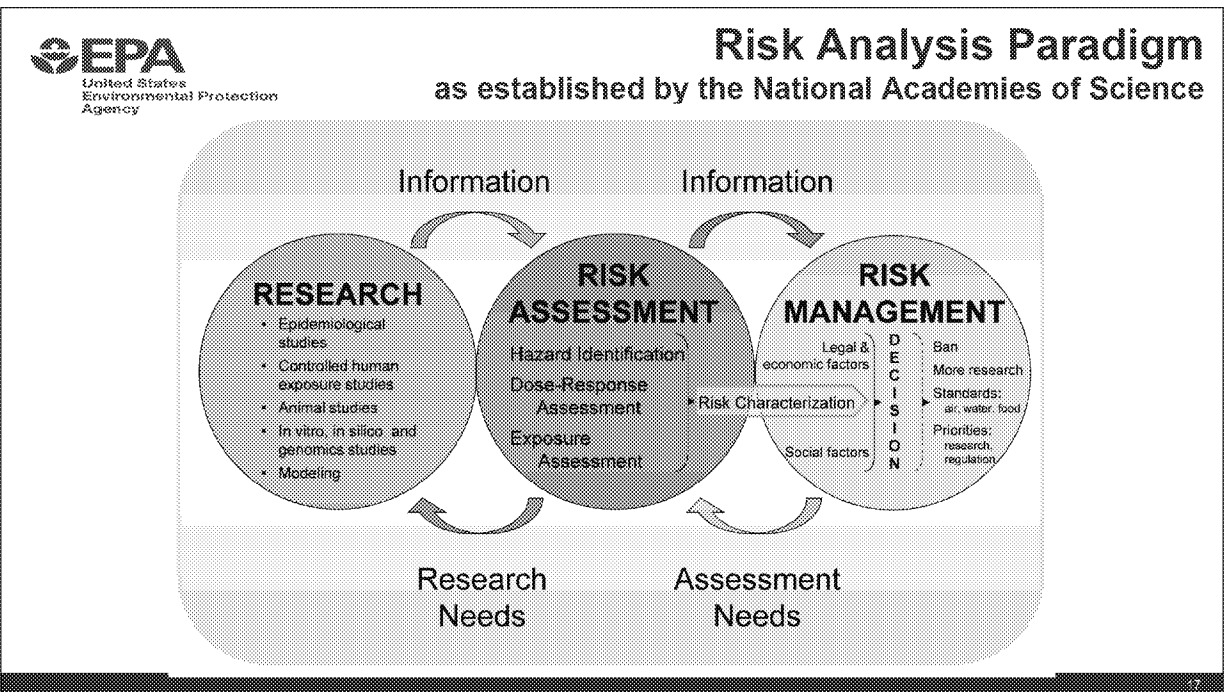 EPA
United States
Environmental Protection
Agency
Risk Analysis Paradigm
as established by the National Academies of Science
Information
Information
RESEARCH
• Epidemiological
studies
• Controlled human
exposure studies
• Animal studies
• In vitro, in silico and
genomics studies
• Modeling
RISK
ASSESSMENT
Hazard Identification
Dose-Response
Assessment
Exposure
Assessment
Risk Characterization
RISK
MANAGEMENT
Legal &
economic factors
Social factors
DECISION
Ban
More research
Standards:
air, water, food
Priorities:
research,
regulation
Research
Needs
Assessment
Needs
17